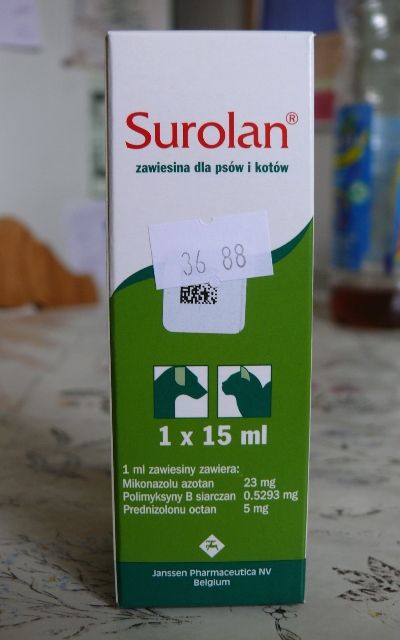 Surolan®
zawiesina dla psów i kotów
36 88
1 x 15 ml
1 ml zawiesiny zawiera:
Mikonazolu azotan 23 mg
Polimyksyny B siarczan 0.5293 mg
Prednizolonu octan 5 mg
Janssen Pharmaceutica NV
Belgium